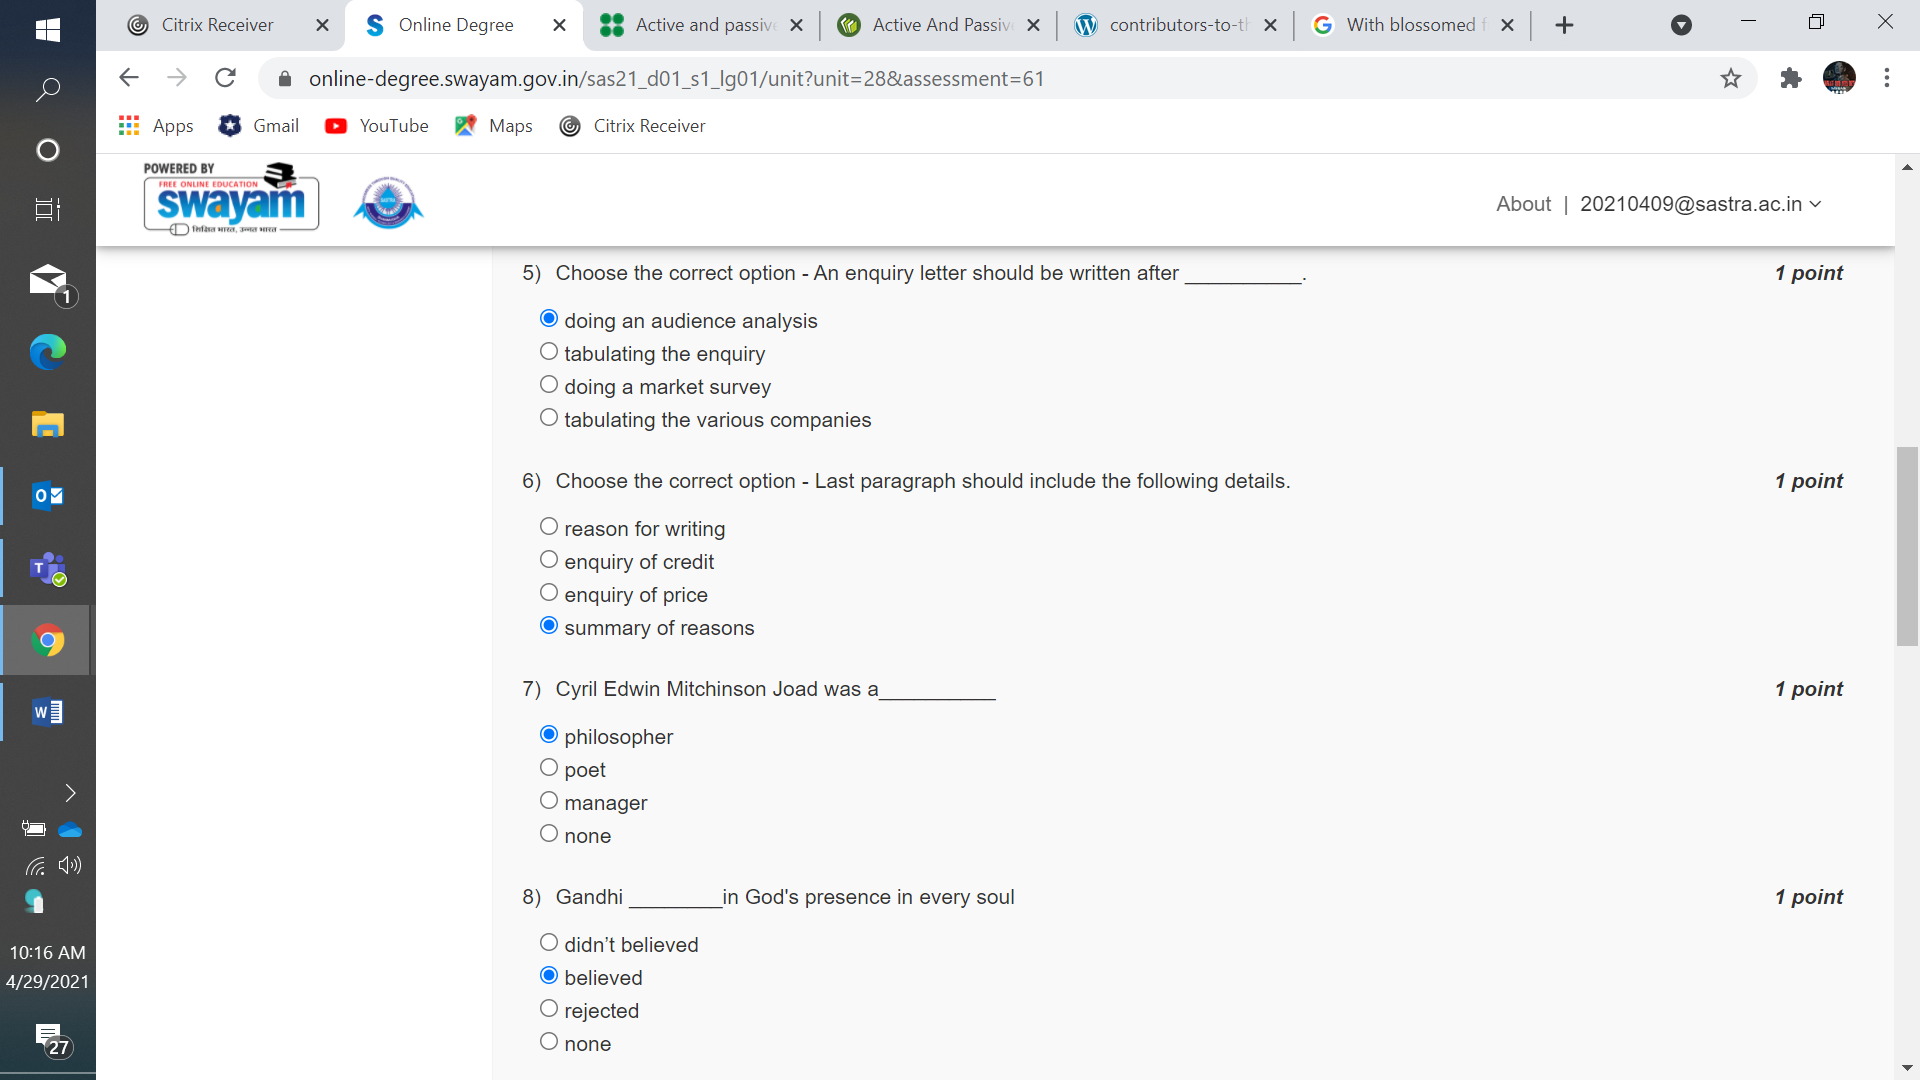 Citrix Receiver
Online Degree
Active and passive
Active And Passiv
contributors-to-th
With blossomed f
online-degree.swayam.gov.in/sas21_d01_s1_lg01/unit?unit=28&assessment=61
Apps
Gmail
YouTube
Maps
Citrix Receiver
POWERED BY
FREE ONLINE EDUCATION
swayam
शिक्षित भारत, उन्नत भारत
About | 20210409@sastra.ac.in
5) Choose the correct option - An enquiry letter should be written after __________.
1 point
doing an audience analysis
tabulating the enquiry
doing a market survey
tabulating the various companies
6) Choose the correct option - Last paragraph should include the following details.
1 point
reason for writing
enquiry of credit
enquiry of price
summary of reasons
7) Cyril Edwin Mitchinson Joad was a__________
1 point
philosopher
poet
manager
none
8) Gandhi ________in God's presence in every soul
1 point
didn’t believed
believed
rejected
none
1
10:16 AM
4/29/2021
27